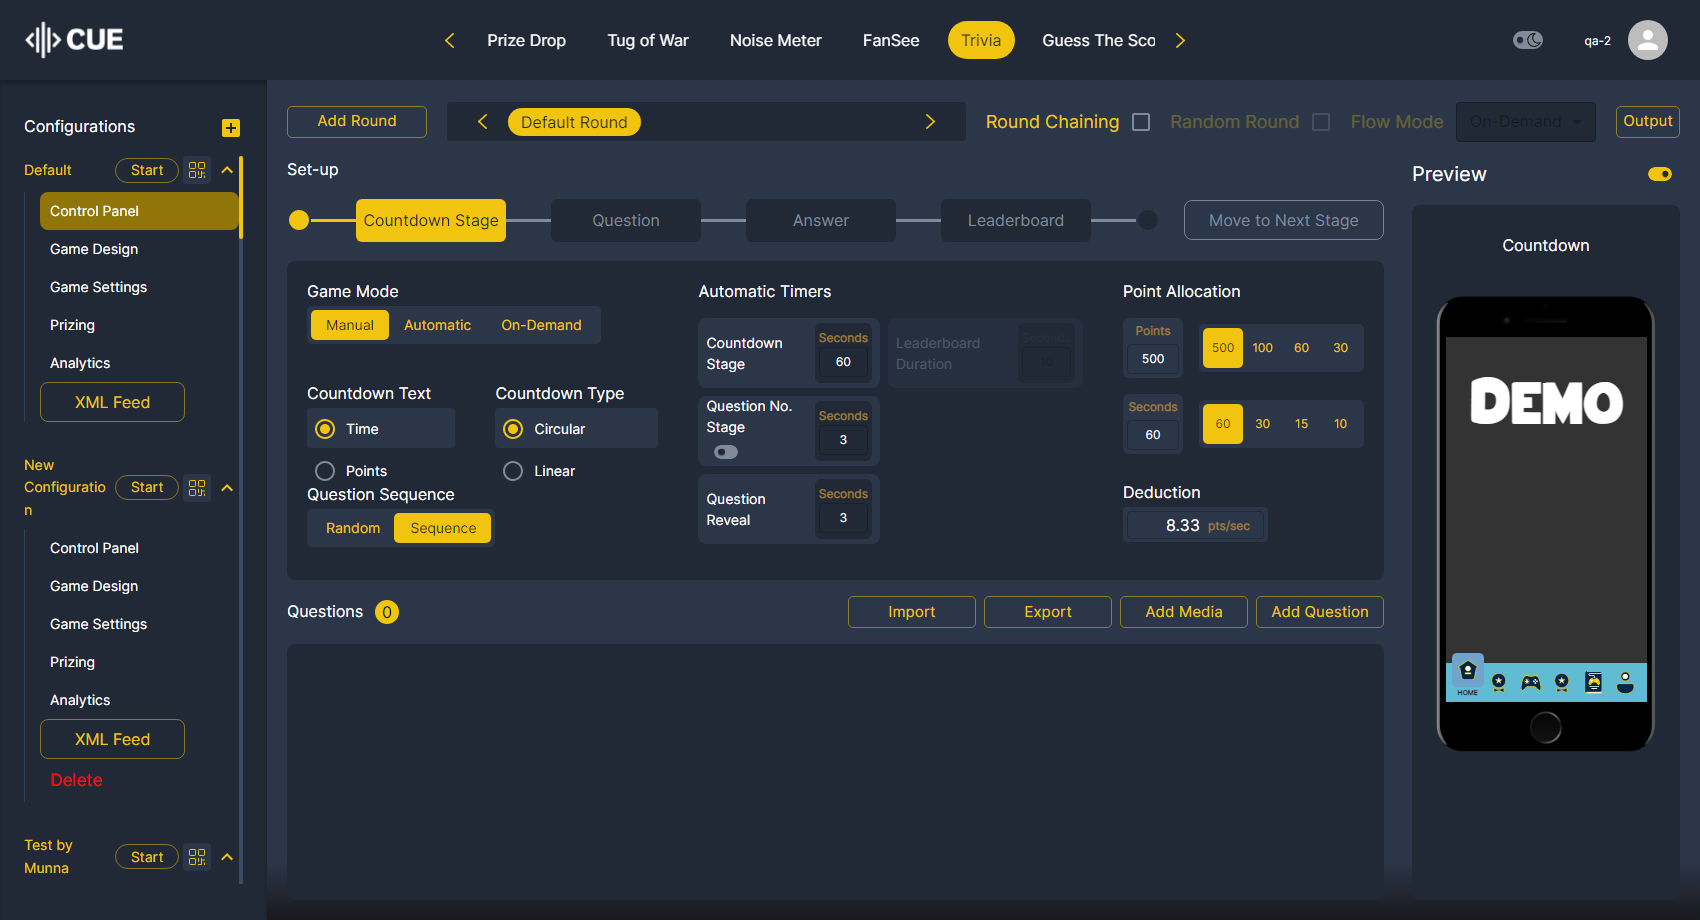 CUE
Prize Drop
Tug of War
Noise Meter
FanSee
Trivia
Guess The Sco
qa-2
Configurations
Default
Start
Control Panel
Game Design
Game Settings
Prizing
Analytics
XML Feed
New
Configuratio
n
Start
Control Panel
Game Design
Game Settings
Prizing
Analytics
XML Feed
Delete
Test by
Munna
Start
Add Round
Default Round
Round Chaining
Random Round
Flow Mode
On-Demand
Output
Set-up
Countdown Stage
Question
Answer
Leaderboard
Move to Next Stage
Game Mode
Manual
Automatic
On-Demand
Countdown Text
Time
Points
Countdown Type
Circular
Linear
Question Sequence
Random
Sequence
Automatic Timers
Countdown
Stage
Seconds
60
Leaderboard
Duration
Seconds
10
Question No.
Stage
Seconds
3
Question
Reveal
Seconds
3
Point Allocation
Points
500
500
100
60
30
Seconds
60
60
30
15
10
Deduction
8.33 pts/sec
Questions 0
Import
Export
Add Media
Add Question
Preview
Countdown
DEMO
HOME